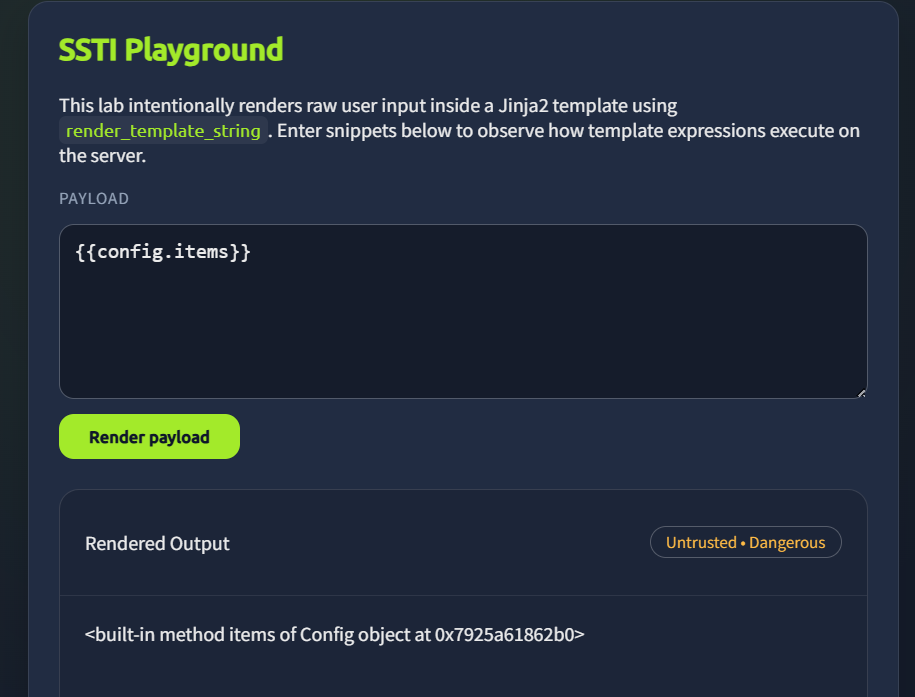 SSTI Playground
This lab intentionally renders raw user input inside a Jinja2 template using
render_template_string . Enter snippets below to observe how template expressions execute on
the server.
PAYLOAD
{{config.items}}
Render payload
Rendered Output
Untrusted • Dangerous
<built-in method items of Config object at 0x7925a61862b0>